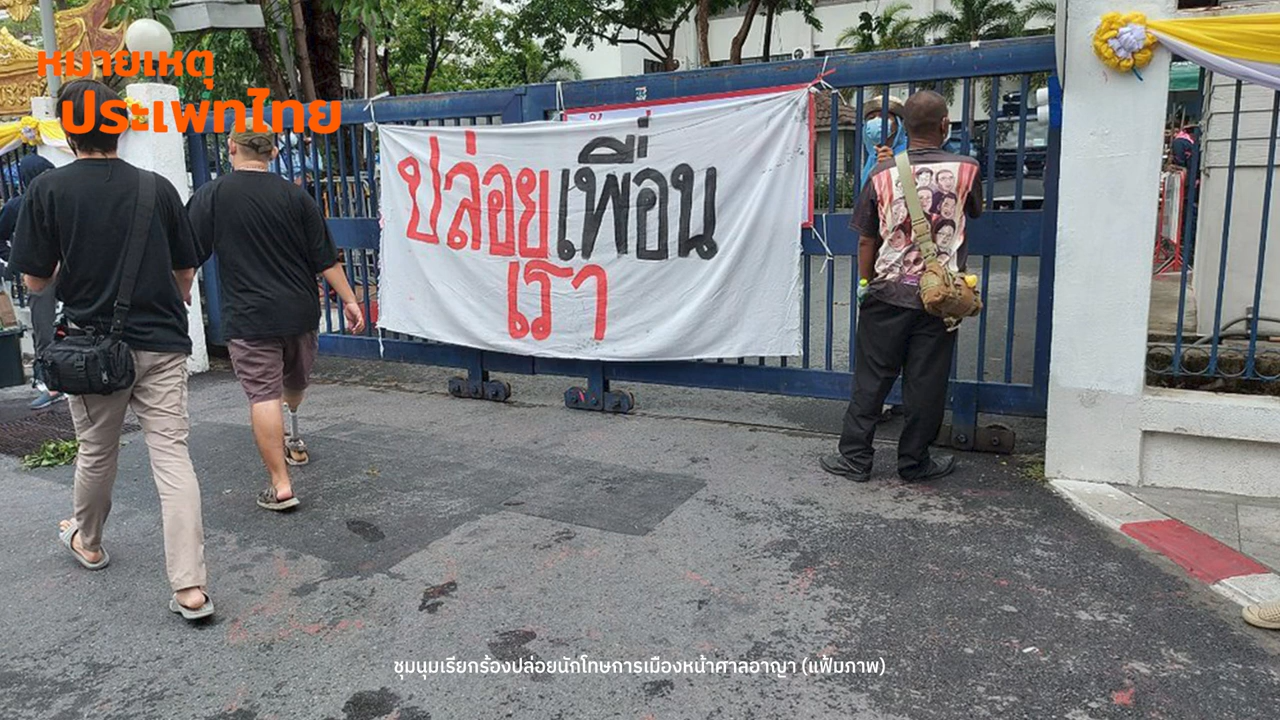 หมายเหตุ
ประเพทไทย
ปล่อยเพื่อน
เรา
ชุมนุมเรียกร้องปล่อยนักโทษการเมืองหน้าศาลอาญา (แฟ้มภาพ)